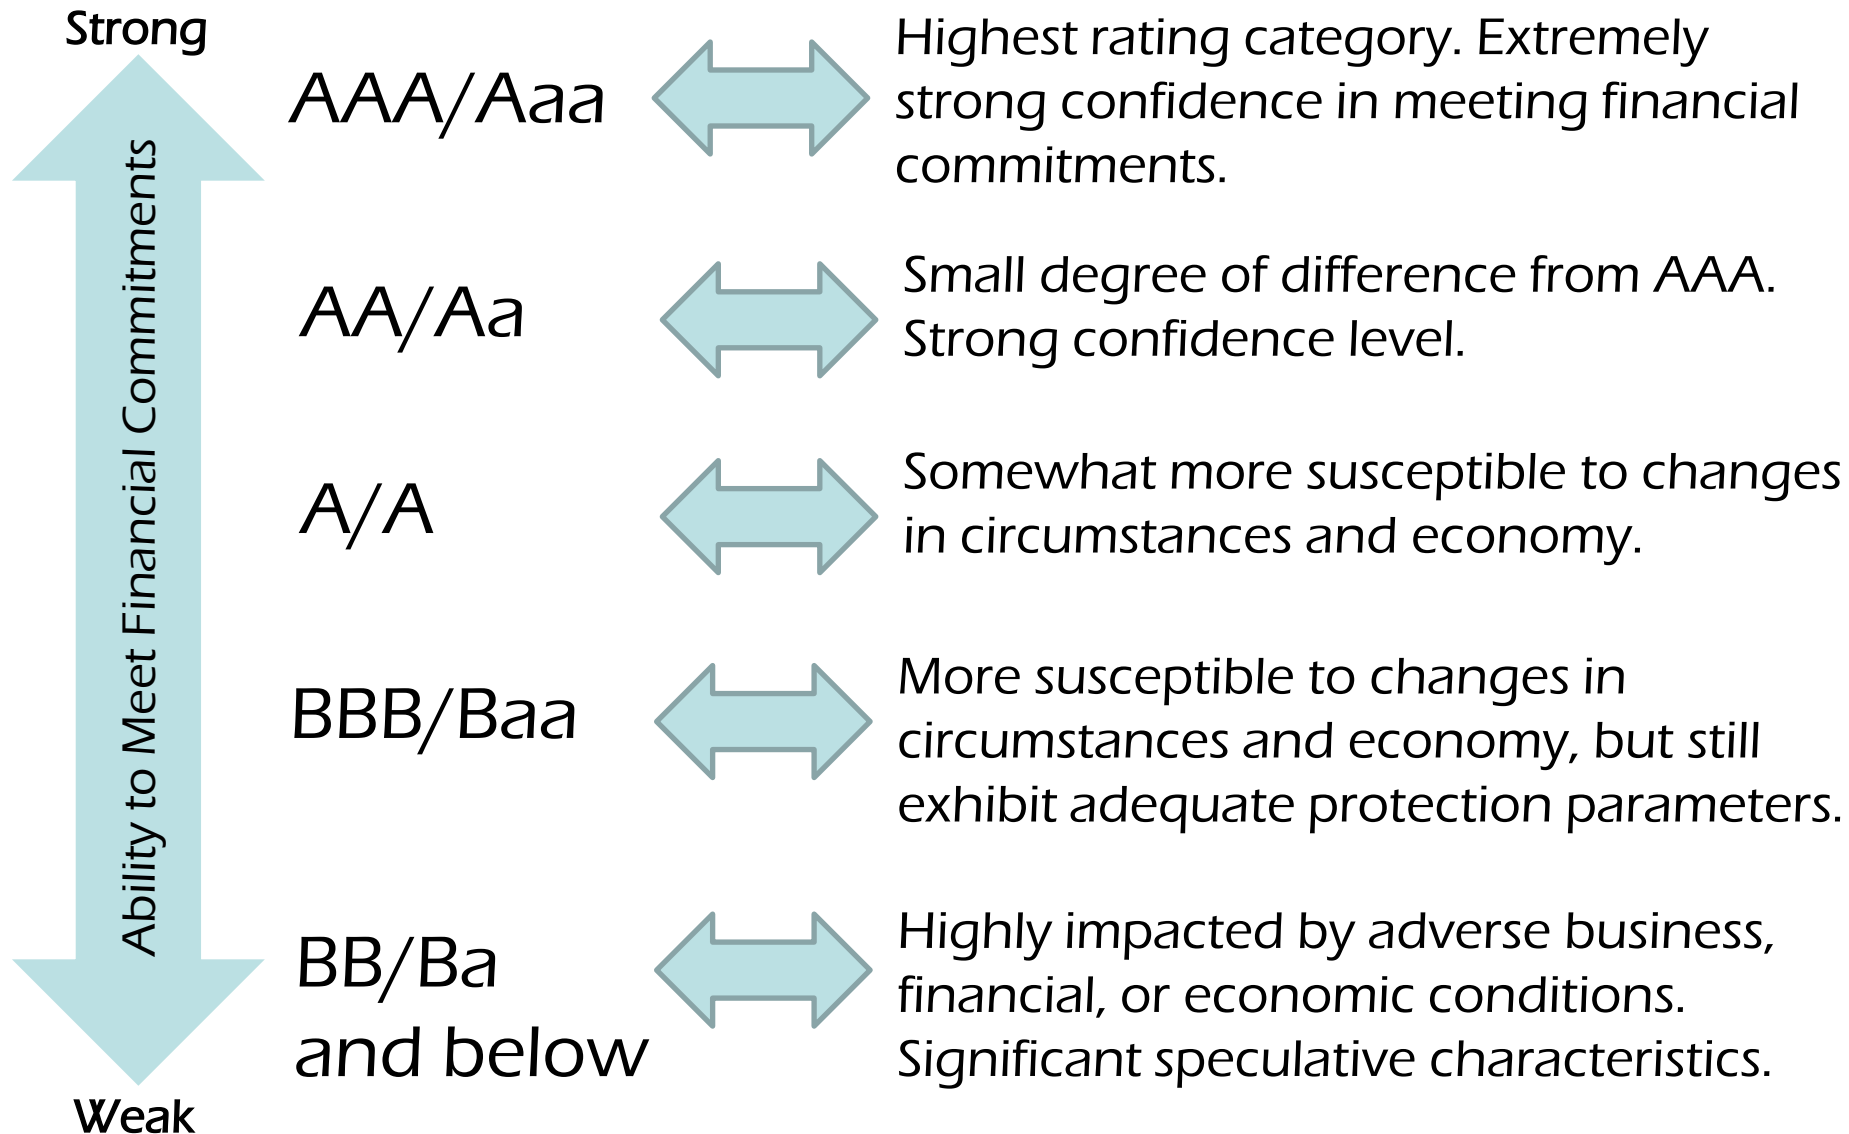 Strong
Ability to Meet Financial Commitments
Weak
AAA/Aaa
Highest rating category. Extremely
strong confidence in meeting financial
commitments.
AA/Aa
Small degree of difference from AAA.
Strong confidence level.
A/A
Somewhat more susceptible to changes
in circumstances and economy.
BBB/Baa
More susceptible to changes in
circumstances and economy, but still
exhibit adequate protection parameters.
BB/Ba
and below
Highly impacted by adverse business,
financial, or economic conditions.
Significant speculative characteristics.